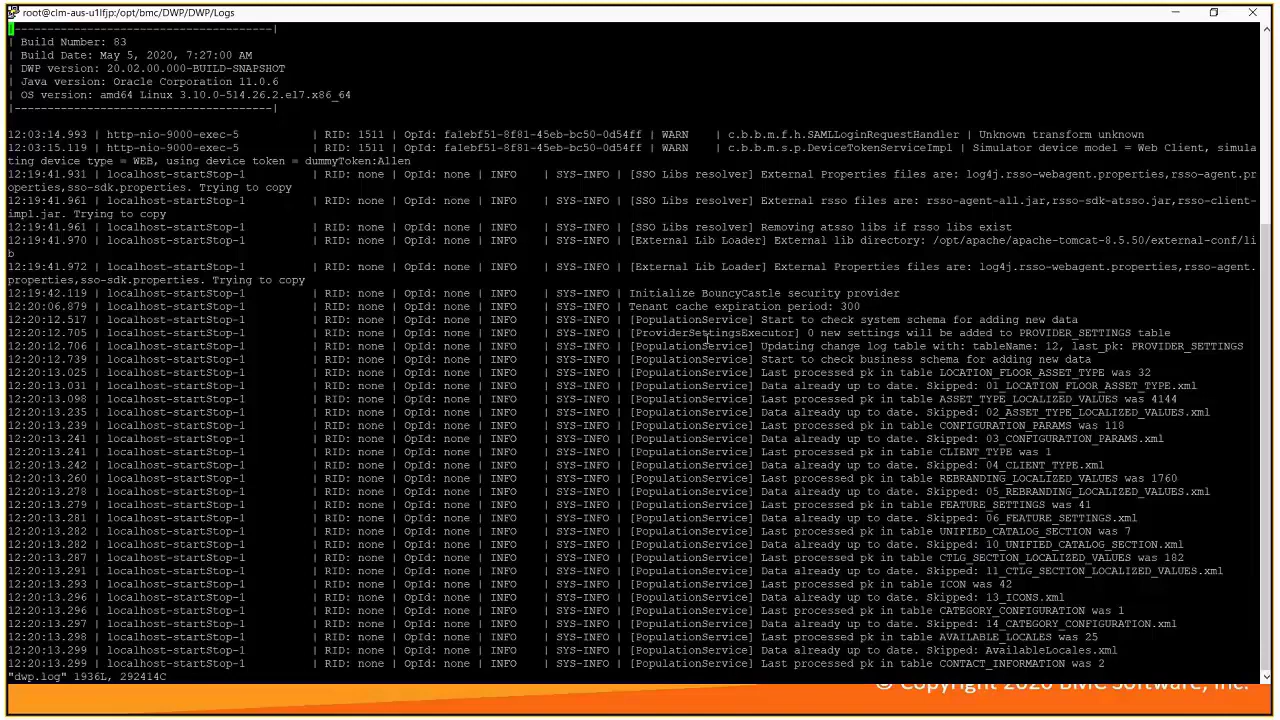 root@clm-aus-u1lfjp:/opt/bmc/DWP/DWP/Logs
|---------------------------------------|
| Build Number: 83
| Build Date: May 5, 2020, 7:27:00 AM
| DWP version: 20.02.00.000-BUILD-SNAPSHOT
| Java version: Oracle Corporation 11.0.6
| OS version: amd64 Linux 3.10.0-514.26.2.el7.x86_64
|---------------------------------------|
12:03:14.993 | http-nio-9000-exec-5 | RID: 1511 | OpId: fa1ebf51-8f81-45eb-bc50-0d54ff | WARN | c.b.b.m.f.h.SAMLLoginRequestHandler | Unknown transform unknown
12:03:15.119 | http-nio-9000-exec-5 | RID: 1511 | OpId: fa1ebf51-8f81-45eb-bc50-0d54ff | WARN | c.b.b.m.s.p.DeviceTokenServiceImpl | Simulator device model = Web Client, simula
ting device type = WEB, using device token = dummyToken:Allen
12:19:41.931 | localhost-startStop-1 | RID: none | OpId: none | INFO | SYS-INFO | [SSO Libs resolver] External Properties files are: log4j.rsso-webagent.properties,rsso-agent.pr
operties,sso-sdk.properties. Trying to copy
12:19:41.961 | localhost-startStop-1 | RID: none | OpId: none | INFO | SYS-INFO | [SSO Libs resolver] External rsso files are: rsso-agent-all.jar,rsso-sdk-atsso.jar,rsso-client-
impl.jar. Trying to copy
12:19:41.961 | localhost-startStop-1 | RID: none | OpId: none | INFO | SYS-INFO | [SSO Libs resolver] Removing atsso libs if rsso libs exist
12:19:41.970 | localhost-startStop-1 | RID: none | OpId: none | INFO | SYS-INFO | [External Lib Loader] External lib directory: /opt/apache/apache-tomcat-8.5.50/external-conf/li
b
12:19:41.972 | localhost-startStop-1 | RID: none | OpId: none | INFO | SYS-INFO | [External Lib Loader] External Properties files are: log4j.rsso-webagent.properties,rsso-agent.
properties,sso-sdk.properties. Trying to copy
12:19:42.119 | localhost-startStop-1 | RID: none | OpId: none | INFO | SYS-INFO | Initialize BouncyCastle security provider
12:20:06.879 | localhost-startStop-1 | RID: none | OpId: none | INFO | SYS-INFO | Tenant cache expiration period: 300
12:20:12.517 | localhost-startStop-1 | RID: none | OpId: none | INFO | SYS-INFO | [PopulationService] Start to check system schema for adding new data
12:20:12.705 | localhost-startStop-1 | RID: none | OpId: none | INFO | SYS-INFO | [ProviderSettingsExecutor] 0 new settings will be added to PROVIDER_SETTINGS table
12:20:12.706 | localhost-startStop-1 | RID: none | OpId: none | INFO | SYS-INFO | [PopulationService] Updating change log table with: tableName: 12, last_pk: PROVIDER_SETTINGS
12:20:12.739 | localhost-startStop-1 | RID: none | OpId: none | INFO | SYS-INFO | [PopulationService] Start to check business schema for adding new data
12:20:13.025 | localhost-startStop-1 | RID: none | OpId: none | INFO | SYS-INFO | [PopulationService] Last processed pk in table LOCATION_FLOOR_ASSET_TYPE was 32
12:20:13.031 | localhost-startStop-1 | RID: none | OpId: none | INFO | SYS-INFO | [PopulationService] Data already up to date. Skipped: 01_LOCATION_FLOOR_ASSET_TYPE.xml
12:20:13.098 | localhost-startStop-1 | RID: none | OpId: none | INFO | SYS-INFO | [PopulationService] Last processed pk in table ASSET_TYPE_LOCALIZED_VALUES was 4144
12:20:13.235 | localhost-startStop-1 | RID: none | OpId: none | INFO | SYS-INFO | [PopulationService] Data already up to date. Skipped: 02_ASSET_TYPE_LOCALIZED_VALUES.xml
12:20:13.239 | localhost-startStop-1 | RID: none | OpId: none | INFO | SYS-INFO | [PopulationService] Last processed pk in table CONFIGURATION_PARAMS was 118
12:20:13.241 | localhost-startStop-1 | RID: none | OpId: none | INFO | SYS-INFO | [PopulationService] Data already up to date. Skipped: 03_CONFIGURATION_PARAMS.xml
12:20:13.241 | localhost-startStop-1 | RID: none | OpId: none | INFO | SYS-INFO | [PopulationService] Last processed pk in table CLIENT_TYPE was 1
12:20:13.242 | localhost-startStop-1 | RID: none | OpId: none | INFO | SYS-INFO | [PopulationService] Data already up to date. Skipped: 04_CLIENT_TYPE.xml
12:20:13.260 | localhost-startStop-1 | RID: none | OpId: none | INFO | SYS-INFO | [PopulationService] Last processed pk in table REBRANDING_LOCALIZED_VALUES was 1760
12:20:13.278 | localhost-startStop-1 | RID: none | OpId: none | INFO | SYS-INFO | [PopulationService] Data already up to date. Skipped: 05_REBRANDING_LOCALIZED_VALUES.xml
12:20:13.279 | localhost-startStop-1 | RID: none | OpId: none | INFO | SYS-INFO | [PopulationService] Last processed pk in table FEATURE_SETTINGS was 41
12:20:13.281 | localhost-startStop-1 | RID: none | OpId: none | INFO | SYS-INFO | [PopulationService] Data already up to date. Skipped: 06_FEATURE_SETTINGS.xml
12:20:13.282 | localhost-startStop-1 | RID: none | OpId: none | INFO | SYS-INFO | [PopulationService] Last processed pk in table UNIFIED_CATALOG_SECTION was 7
12:20:13.282 | localhost-startStop-1 | RID: none | OpId: none | INFO | SYS-INFO | [PopulationService] Data already up to date. Skipped: 10_UNIFIED_CATALOG_SECTION.xml
12:20:13.287 | localhost-startStop-1 | RID: none | OpId: none | INFO | SYS-INFO | [PopulationService] Last processed pk in table CTLG_SECTION_LOCALIZED_VALUES was 182
12:20:13.291 | localhost-startStop-1 | RID: none | OpId: none | INFO | SYS-INFO | [PopulationService] Data already up to date. Skipped: 11_CTLG_SECTION_LOCALIZED_VALUES.xml
12:20:13.293 | localhost-startStop-1 | RID: none | OpId: none | INFO | SYS-INFO | [PopulationService] Last processed pk in table ICON was 42
12:20:13.296 | localhost-startStop-1 | RID: none | OpId: none | INFO | SYS-INFO | [PopulationService] Data already up to date. Skipped: 13_ICONS.xml
12:20:13.296 | localhost-startStop-1 | RID: none | OpId: none | INFO | SYS-INFO | [PopulationService] Last processed pk in table CATEGORY_CONFIGURATION was 1
12:20:13.297 | localhost-startStop-1 | RID: none | OpId: none | INFO | SYS-INFO | [PopulationService] Data already up to date. Skipped: 14_CATEGORY_CONFIGURATION.xml
12:20:13.298 | localhost-startStop-1 | RID: none | OpId: none | INFO | SYS-INFO | [PopulationService] Last processed pk in table AVAILABLE_LOCALES was 25
12:20:13.299 | localhost-startStop-1 | RID: none | OpId: none | INFO | SYS-INFO | [PopulationService] Data already up to date. Skipped: AvailableLocales.xml
12:20:13.299 | localhost-startStop-1 | RID: none | OpId: none | INFO | SYS-INFO | [PopulationService] Last processed pk in table CONTACT_INFORMATION was 2
"dwp.log" 1936L, 292414C
© Copyright 2020 BMC Software, Inc.